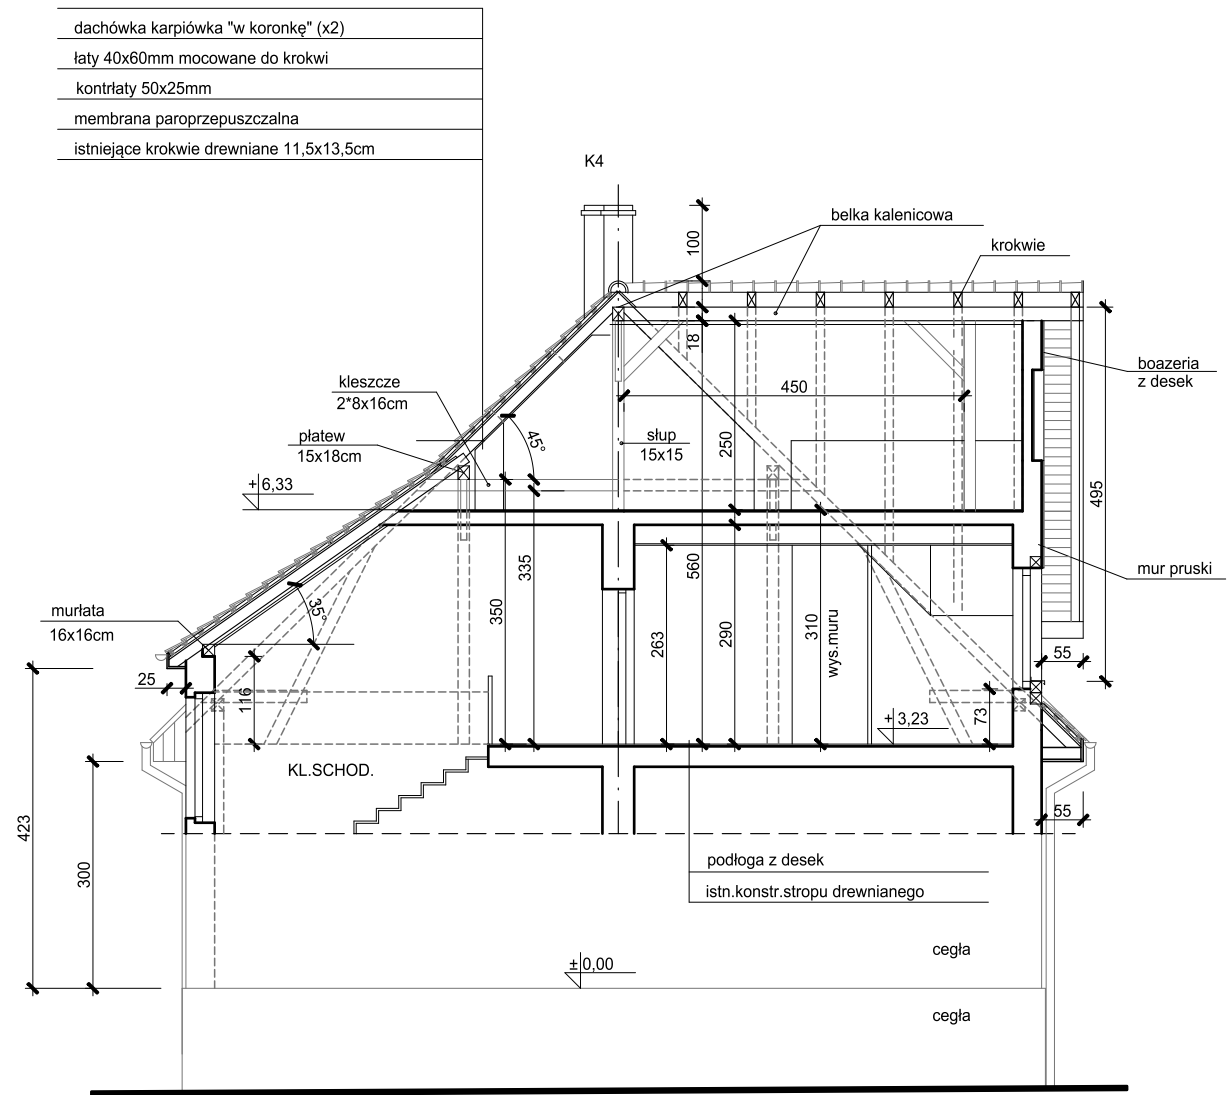 dachówka karpiówka "w koronkę" (x2)
łaty 40x60mm mocowane do krokwi
kontrłaty 50x25mm
membrana paroprzepuszczalna
istniejące krokwie drewniane 11,5x13,5cm
K4
belka kalenicowa
krokwie
100
18
boazeria
z desek
kleszcze
2*8x16cm
450
płatew
15x18cm
45°
słup
15x15
250
+6,33
495
335
560
mur pruski
murłata
16x16cm
35°
350
263
290
310
wys.muru
25
116
55
73
+3,23
KL.SCHOD.
423
300
55
podłoga z desek
istn.konstr.stropu drewnianego
cegła
±0,00
cegła